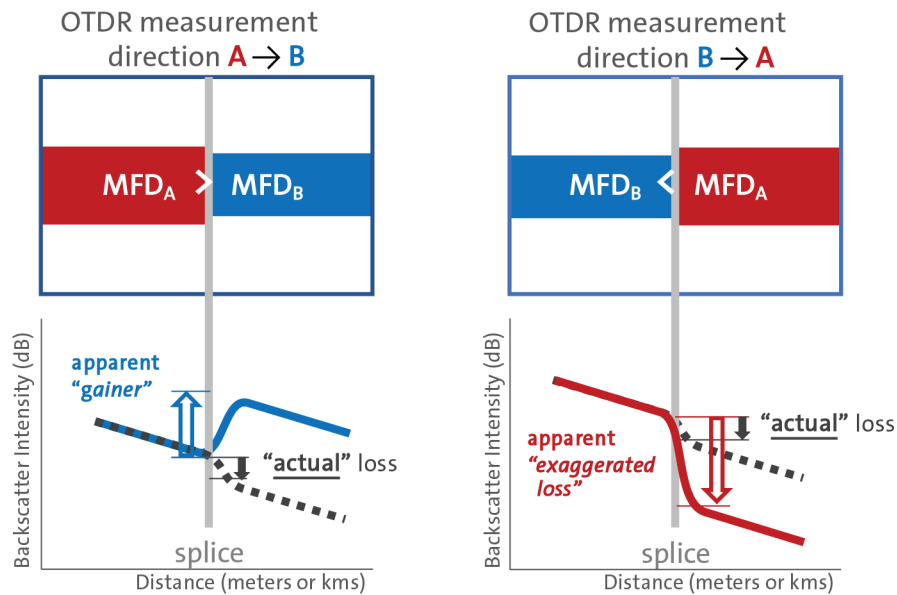 OTDR measurement
direction A → B
MFDA > MFDB
apparent
“gainer”
“actual” loss
splice
Backscatter Intensity (dB)
Distance (meters or kms)
OTDR measurement
direction B → A
MFDB < MFDA
apparent
“exaggerated
loss”
“actual” loss
splice
Backscatter Intensity (dB)
Distance (meters or kms)